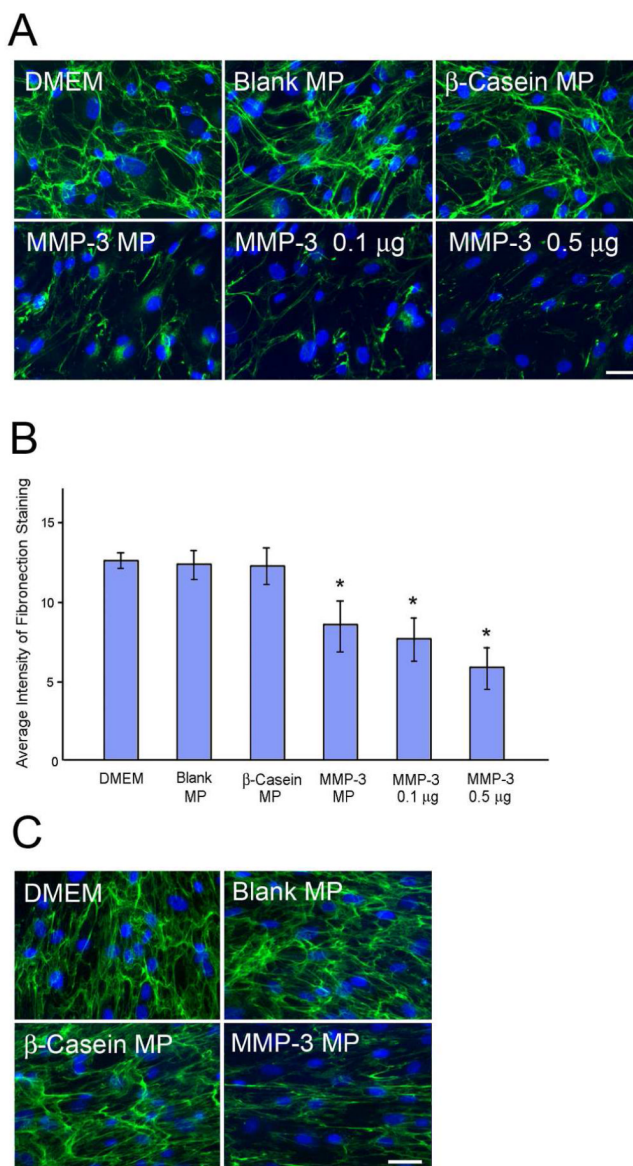 A
DMEM
Blank MP
β-Casein MP
MMP-3 MP
MMP-3 0.1 µg
MMP-3 0.5 µg
B
Average Intensity of Fibronection Staining
15
10
5
0
* * *
DMEM
Blank MP
β-Casein MP
MMP-3 MP
MMP-3 0.1 µg
MMP-3 0.5 µg
C
DMEM
Blank MP
β-Casein MP
MMP-3 MP